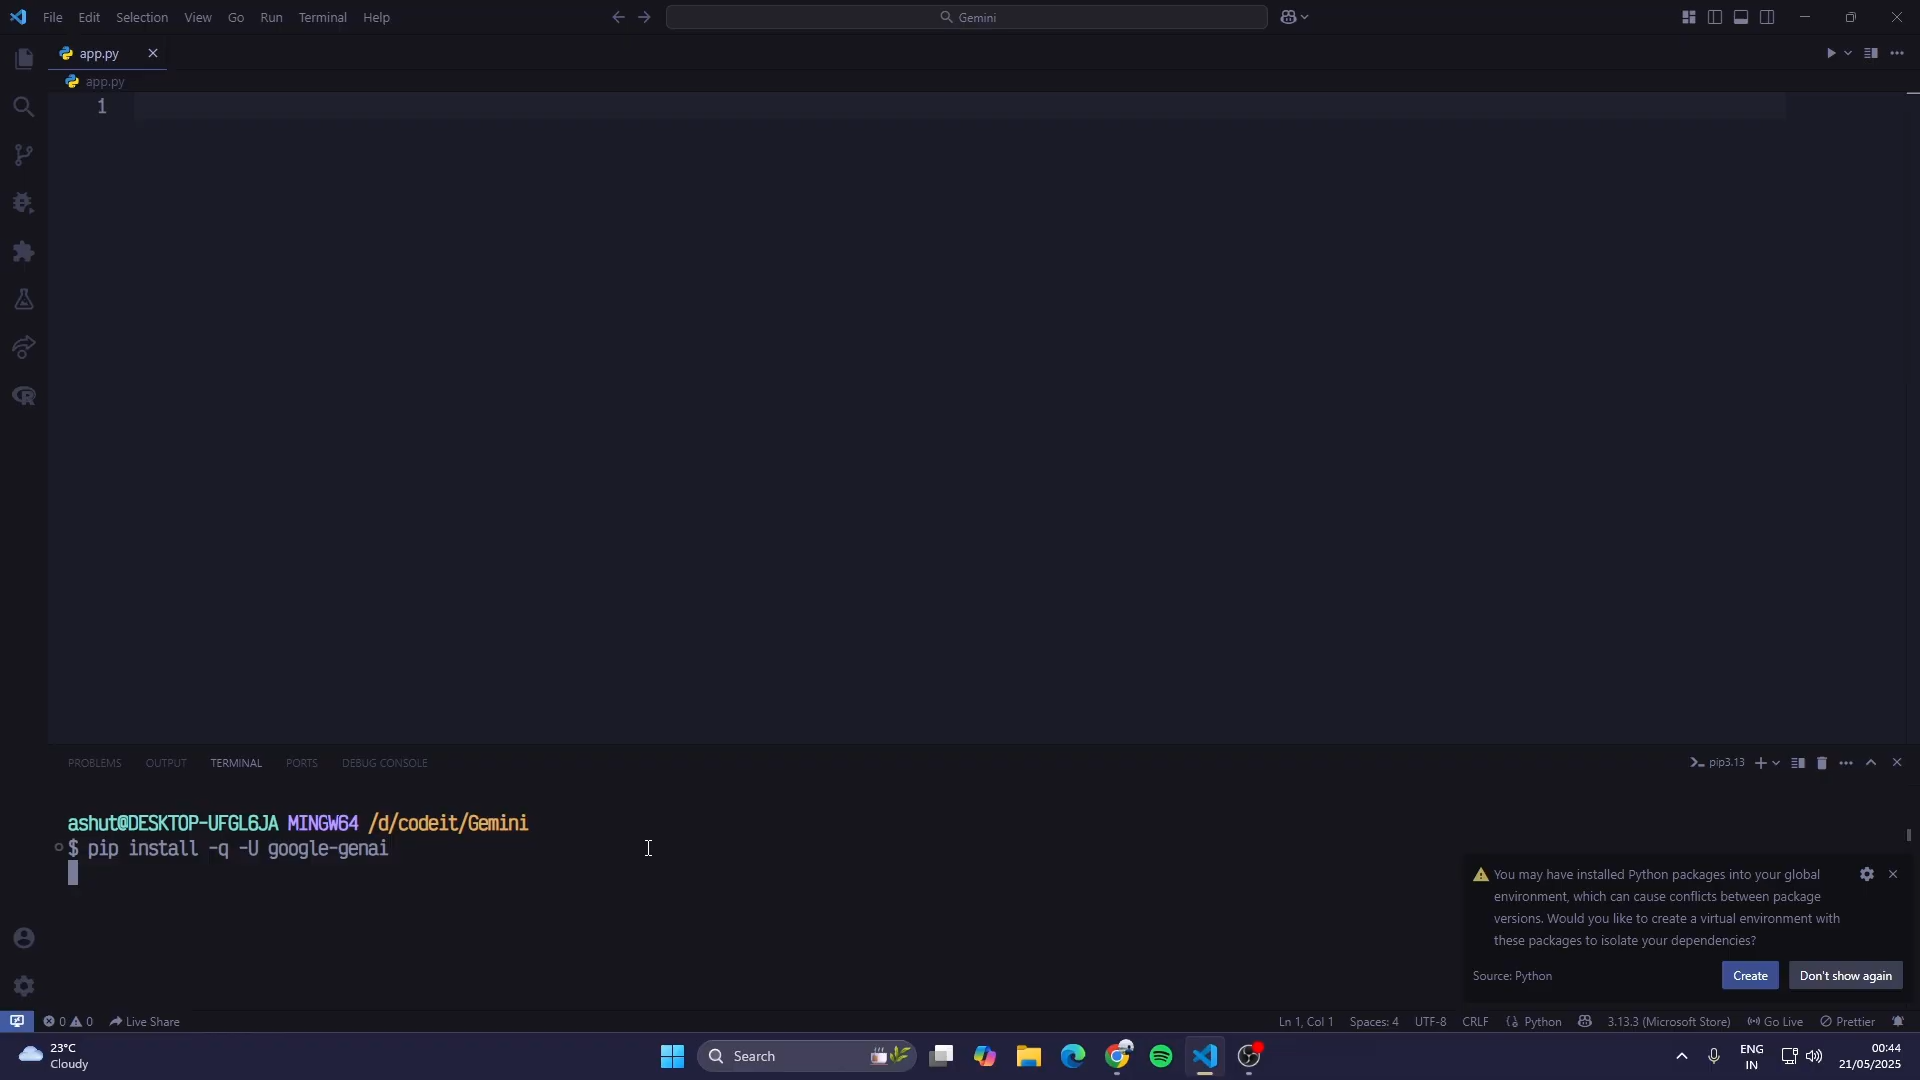 File Edit Selection View Go Run Terminal Help
Gemini
app.py
app.py
1
PROBLEMS OUTPUT TERMINAL PORTS DEBUG CONSOLE
pip3.13
ashut@DESKTOP-UFGL6JA MINGW64 /d/codeit/Gemini
$ pip install -q -U google-genai
You may have installed Python packages into your global
environment, which can cause conflicts between package
versions. Would you like to create a virtual environment with
these packages to isolate your dependencies?
Source: Python
Create
Don't show again
0 0 Live Share
Ln 1, Col 1 Spaces: 4 UTF-8 CRLF {} Python 3.13.3 (Microsoft Store) Go Live Prettier
23°C
Cloudy
Search
ENG
IN
00:44
21/05/2025